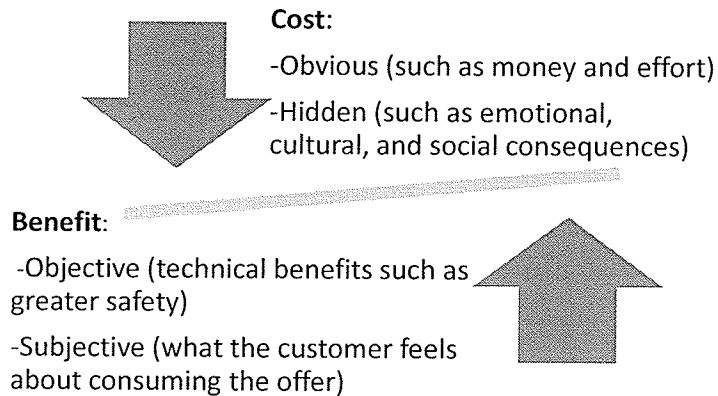 Cost:
-Obvious (such as money and effort)
-Hidden (such as emotional,
cultural, and social consequences)
Benefit:
-Objective (technical benefits such as
greater safety)
-Subjective (what the customer feels
about consuming the offer)